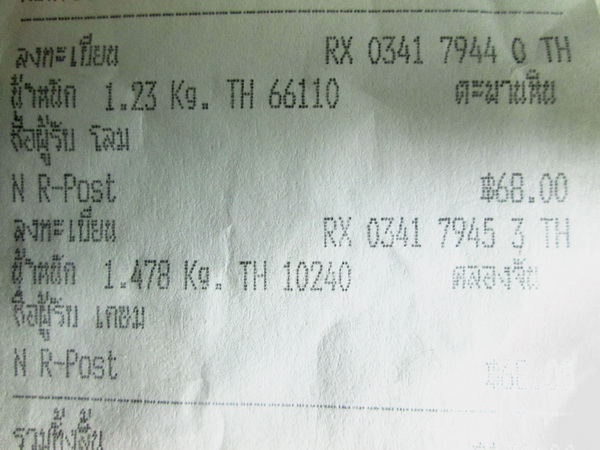 ลงทะเบียน RX 0341 7944 0 TH
น้ำหนัก 1.23 Kg. TH 66110 ตะพานหิน
ชื่อผู้รับ โลม
N R-Post ฿68.00
ลงทะเบียน RX 0341 7945 3 TH
น้ำหนัก 1.478 Kg. TH 10240 คลองจั่น
ชื่อผู้รับ เกษม
N R-Post
รวมทั้งสิ้น